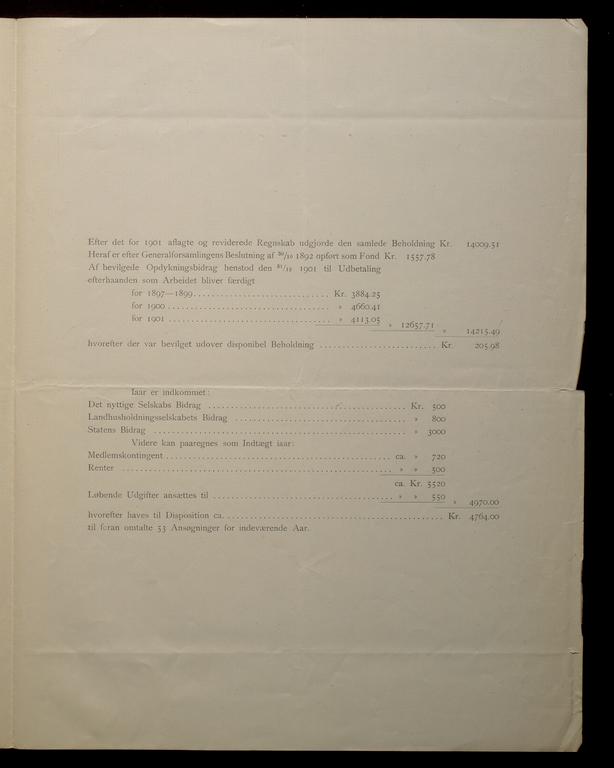 Efter det for 1901 aflagte og reviderede Regnskab udgjorde den samlede Beholdning Kr. 14009.51
Heraf er efter Generalforsamlingens Beslutning af 20/10 1892 opført som Fond Kr. 1557.78
Af bevilgede Opdykningsbidrag henstod den 31/12 1901 til Udbetaling
efterhaanden som Arbeidet bliver færdigt
for 1897—1899 . . . . . . . . . . Kr. 3884.25
for 1900 . . . . . . . . . . » 4660.41
for 1901 . . . . . . . . . . » 4113.05
» 12657.71 » 14215.49
hvorefter der var bevilget udover disponibel Beholdning . . . . . . . . . . Kr. 205.98
Iaar er indkommet:
Det nyttige Selskabs Bidrag . . . . . . . . . . Kr. 500
Landhusholdningsselskabets Bidrag . . . . . . . . . . » 800
Statens Bidrag . . . . . . . . . . » 3000
Videre kan paaregnes som Indtægt iaar:
Medlemskontingent . . . . . . . . . . ca. » 720
Renter . . . . . . . . . . » » 500
ca. Kr. 5520
Løbende Udgifter ansættes til . . . . . . . . . . » » 550 » 4970.00
hvorefter haves til Disposition ca. . . . . . . . . . . Kr. 4764.00
til foran omtalte 33 Ansøgninger for indeværende Aar.